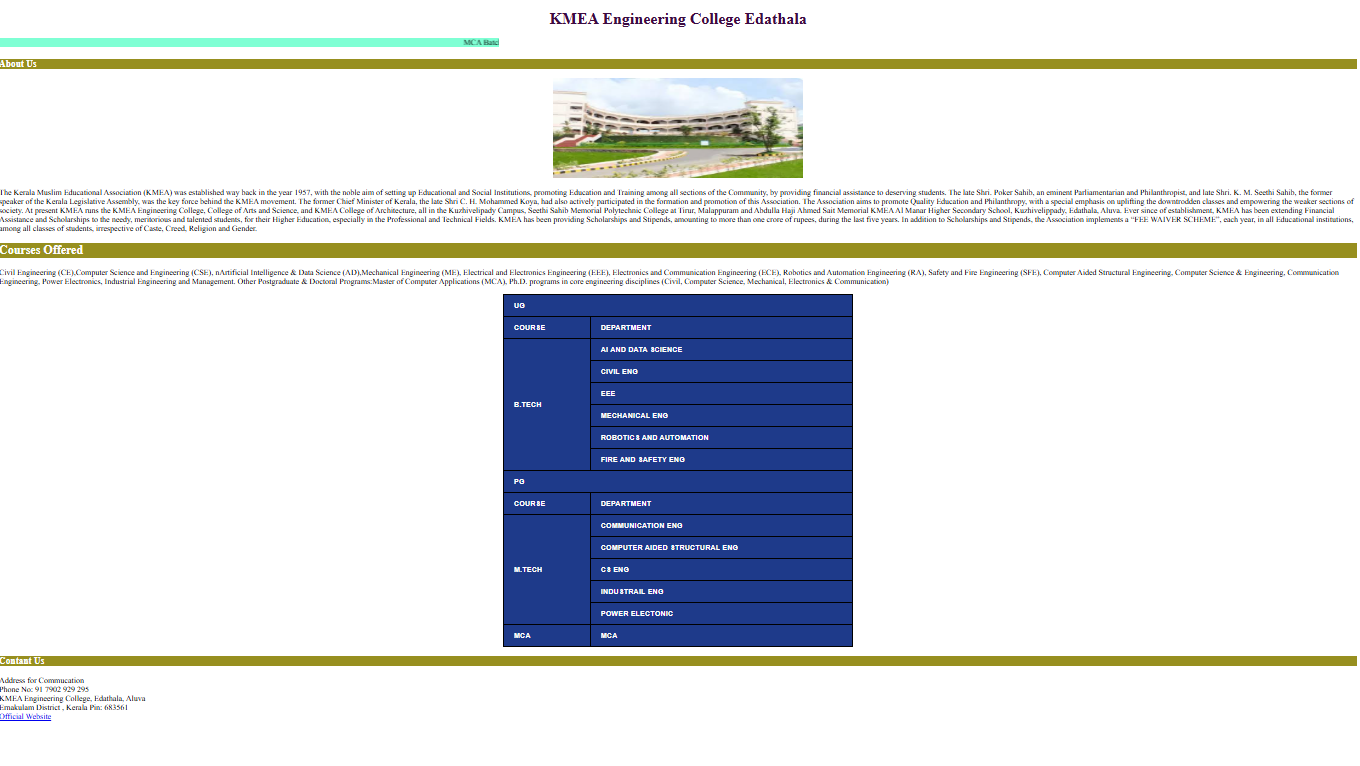 KMEA Engineering College Edathala
MCA Batc
About Us
The Kerala Muslim Educational Association (KMEA) was established way back in the year 1957, with the noble aim of setting up Educational and Social Institutions, promoting Education and Training among all sections of the Community, by providing financial assistance to deserving students. The late Shri. Poker Sahib, an eminent Parliamentarian and Philanthropist, and late Shri. K. M. Seethi Sahib, the former
speaker of the Kerala Legislative Assembly, was the key force behind the KMEA movement. The former Chief Minister of Kerala, the late Shri C. H. Mohammed Koya, had also actively participated in the formation and promotion of this Association. The Association aims to promote Quality Education and Philanthropy, with a special emphasis on uplifting the downtrodden classes and empowering the weaker sections of
society. At present KMEA runs the KMEA Engineering College, College of Arts and Science, and KMEA College of Architecture, all in the Kuzhivelipady Campus, Seethi Sahib Memorial Polytechnic College at Tirur, Malappuram and Abdulla Haji Ahmed Sait Memorial KMEA Al Manar Higher Secondary School, Kuzhivelippady, Edathala, Aluva. Ever since of establishment, KMEA has been extending Financial
Assistance and Scholarships to the needy, meritorious and talented students, for their Higher Education, especially in the Professional and Technical Fields. KMEA has been providing Scholarships and Stipends, amounting to more than one crore of rupees, during the last five years. In addition to Scholarships and Stipends, the Association implements a “FEE WAIVER SCHEME”, each year, in all Educational institutions,
among all classes of students, irrespective of Caste, Creed, Religion and Gender.
Courses Offered
Civil Engineering (CE),Computer Science and Engineering (CSE), nArtificial Intelligence & Data Science (AD),Mechanical Engineering (ME), Electrical and Electronics Engineering (EEE), Electronics and Communication Engineering (ECE), Robotics and Automation Engineering (RA), Safety and Fire Engineering (SFE), Computer Aided Structural Engineering, Computer Science & Engineering, Communication
Engineering, Power Electronics, Industrial Engineering and Management. Other Postgraduate & Doctoral Programs:Master of Computer Applications (MCA), Ph.D. programs in core engineering disciplines (Civil, Computer Science, Mechanical, Electronics & Communication)
UG
COURSE DEPARTMENT
B.TECH AI AND DATA SCIENCE
CIVIL ENG
EEE
MECHANICAL ENG
ROBOTICS AND AUTOMATION
FIRE AND SAFETY ENG
PG
COURSE DEPARTMENT
M.TECH COMMUNICATION ENG
COMPUTER AIDED STRUCTURAL ENG
CS ENG
INDUSTRAIL ENG
POWER ELECTONIC
MCA MCA
Contant Us
Address for Commucation
Phone No: 91 7902 929 295
KMEA Engineering College, Edathala, Aluva
Ernakulam District , Kerala Pin: 683561
Official Website